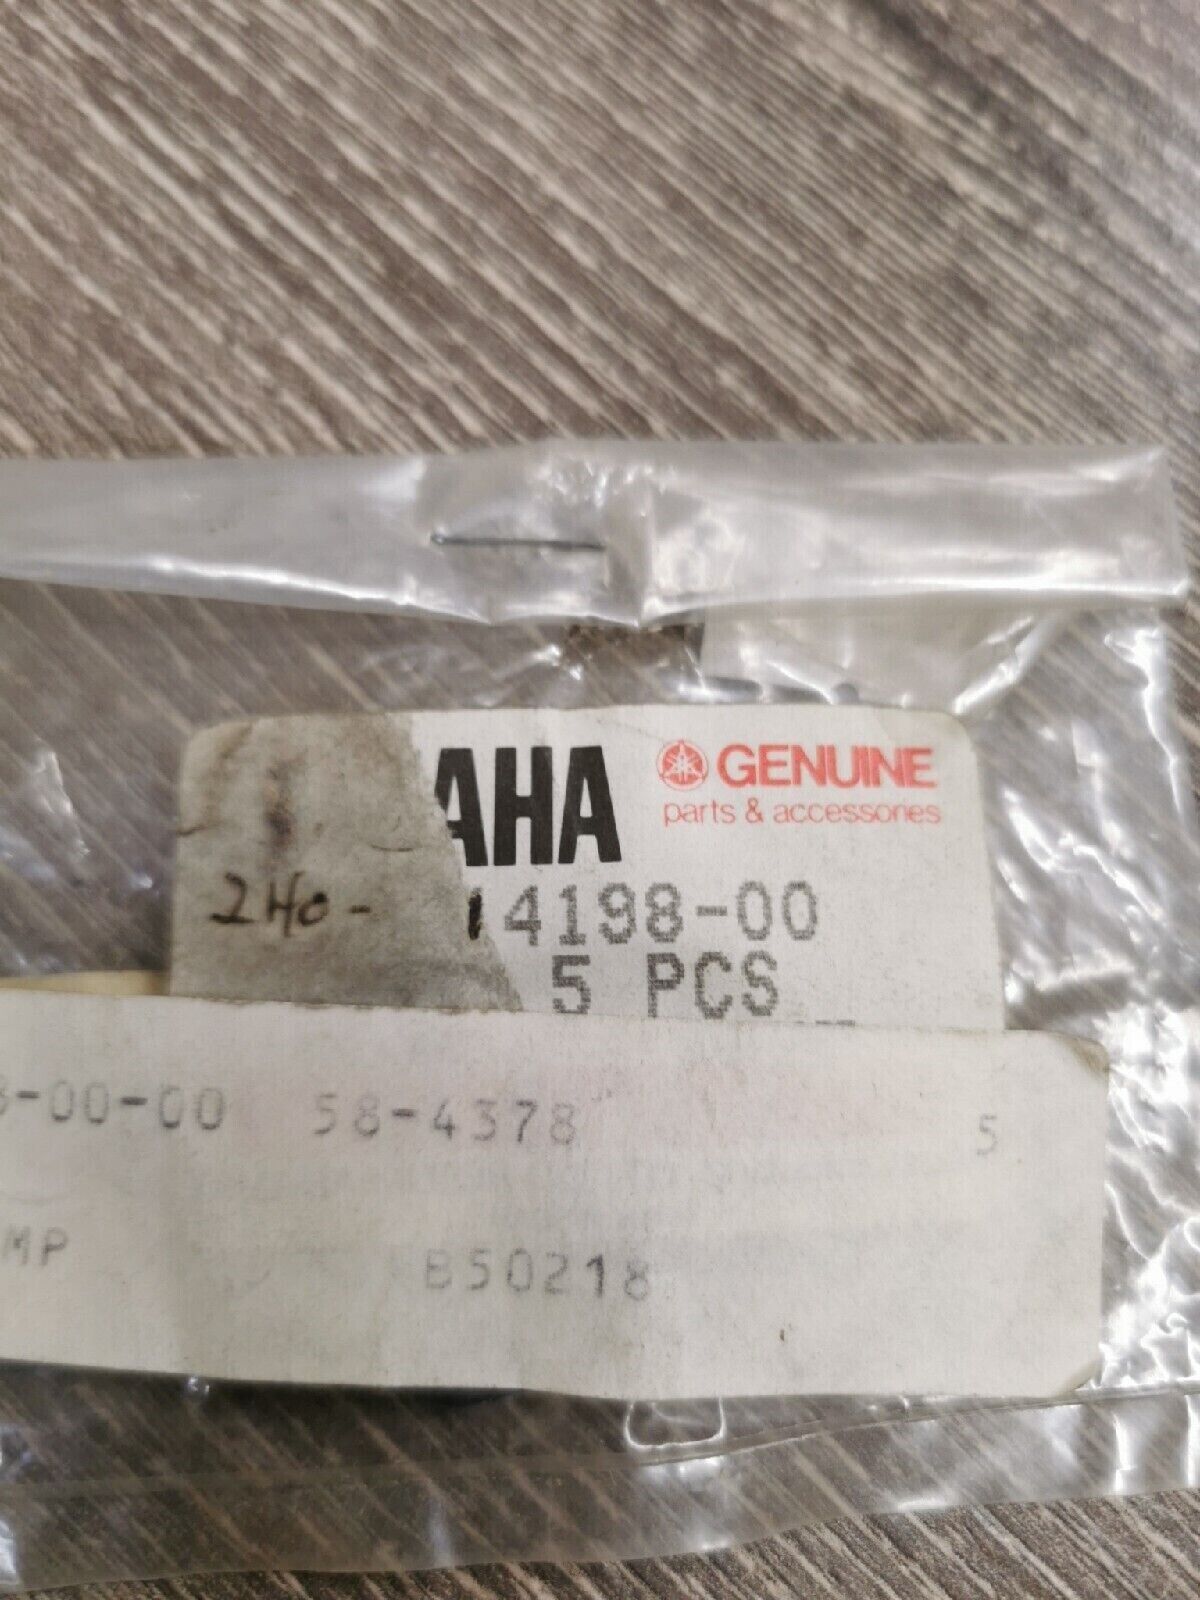 AHA GENUINE
parts & accessories
2H0- 14198-00
5 PCS
-00-00 58-4378 5
MP B50218